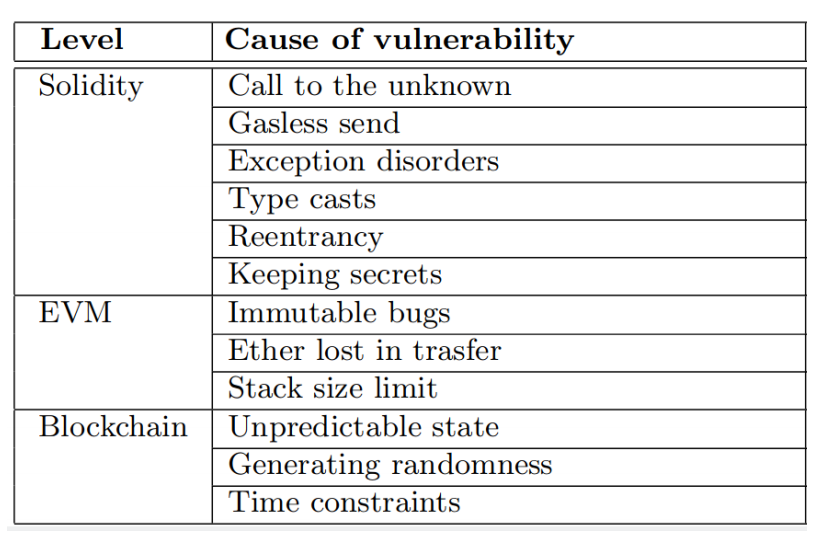 Level Cause of vulnerability
Solidity Call to the unknown
Gasless send
Exception disorders
Type casts
Reentrancy
Keeping secrets
EVM Immutable bugs
Ether lost in trasfer
Stack size limit
Blockchain Unpredictable state
Generating randomness
Time constraints